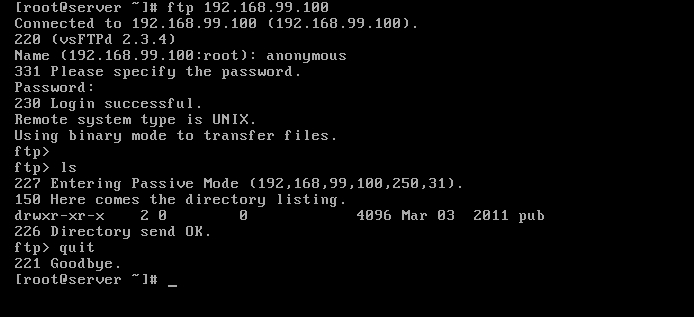 [root@server ~]# ftp 192.168.99.100
Connected to 192.168.99.100 (192.168.99.100).
220 (vsFTPd 2.3.4)
Name (192.168.99.100:root): anonymous
331 Please specify the password.
Password:
230 Login successful.
Remote system type is UNIX.
Using binary mode to transfer files.
ftp>
ftp> ls
227 Entering Passive Mode (192,168,99,100,250,31).
150 Here comes the directory listing.
drwxr-xr-x    2 0        0            4096 Mar 03  2011 pub
226 Directory send OK.
ftp> quit
221 Goodbye.
[root@server ~]# _